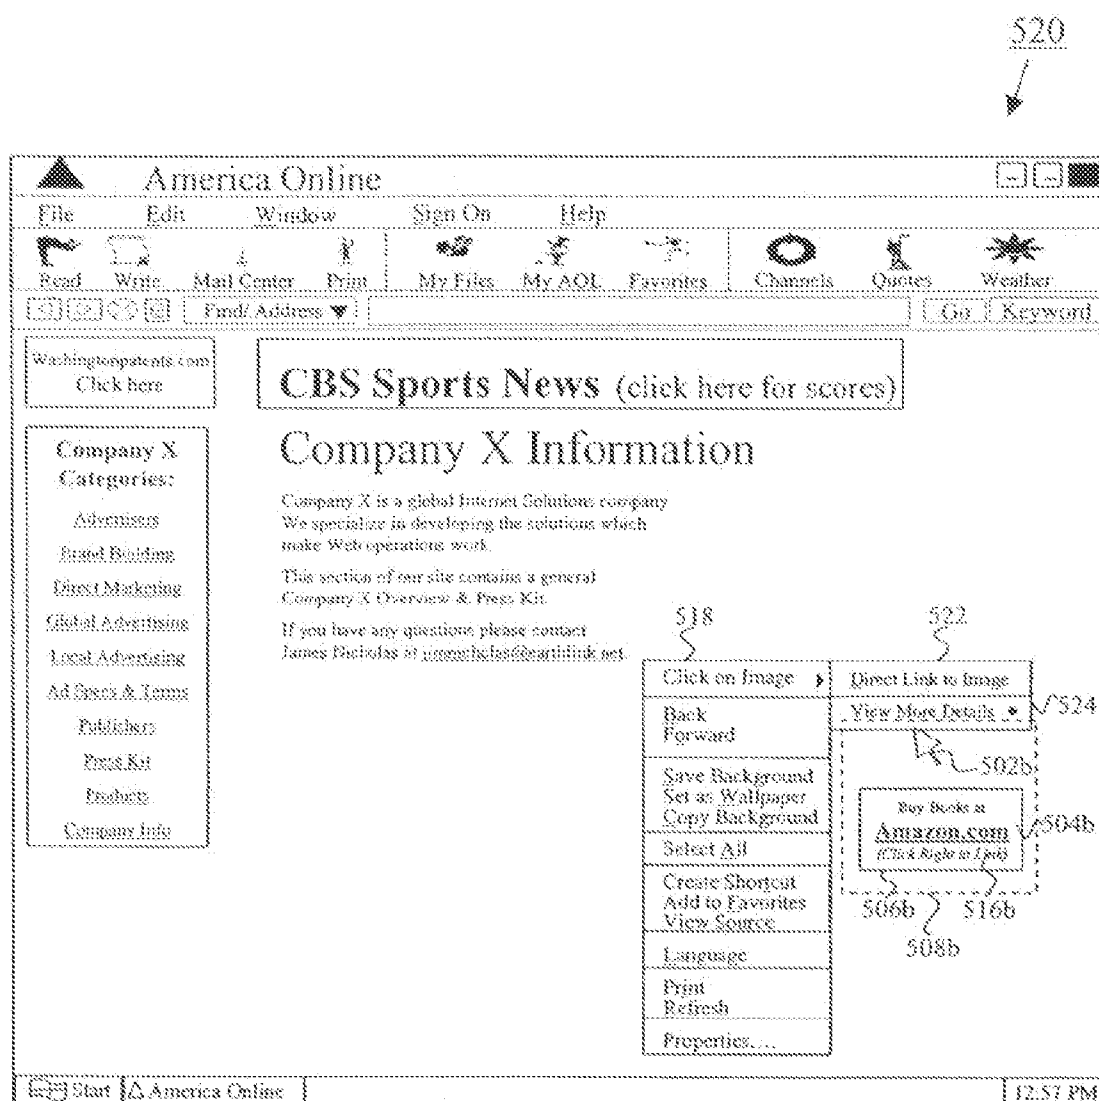 520
America Online
File Edit Window Sign On Help
Read Write Mail Center Print My Files My AOL Favorites Channels Quotes Weather
Find/ Address Go Keyword
Washingtonpatents.com
Click here
CBS Sports News (click here for scores)
Company X
Categories:
Advertisers
Brand Building
Direct Marketing
Global Advertising
Local Advertising
Ad Specs & Terms
Publishers
Press Kit
Products
Company Info
Company X Information
Company X is a global Internet Solutions company
We specialize in developing the solutions which
make Web operations work.
This section of our site contains a general
Company X Overview & Press Kit.
If you have any questions please contact
James Nicholas at
518
522
Click on Image
Direct Link to Image
View More Details
524
Back
Forward
502b
Save Background
Set as Wallpaper
Copy Background
Buy Books at
Amazon.com
(Click Right to Link)
504b
Select All
506b 516b
508b
Create Shortcut
Add to Favorites
View Source
Language
Print
Refresh
Properties....
Start America Online 12:57 PM